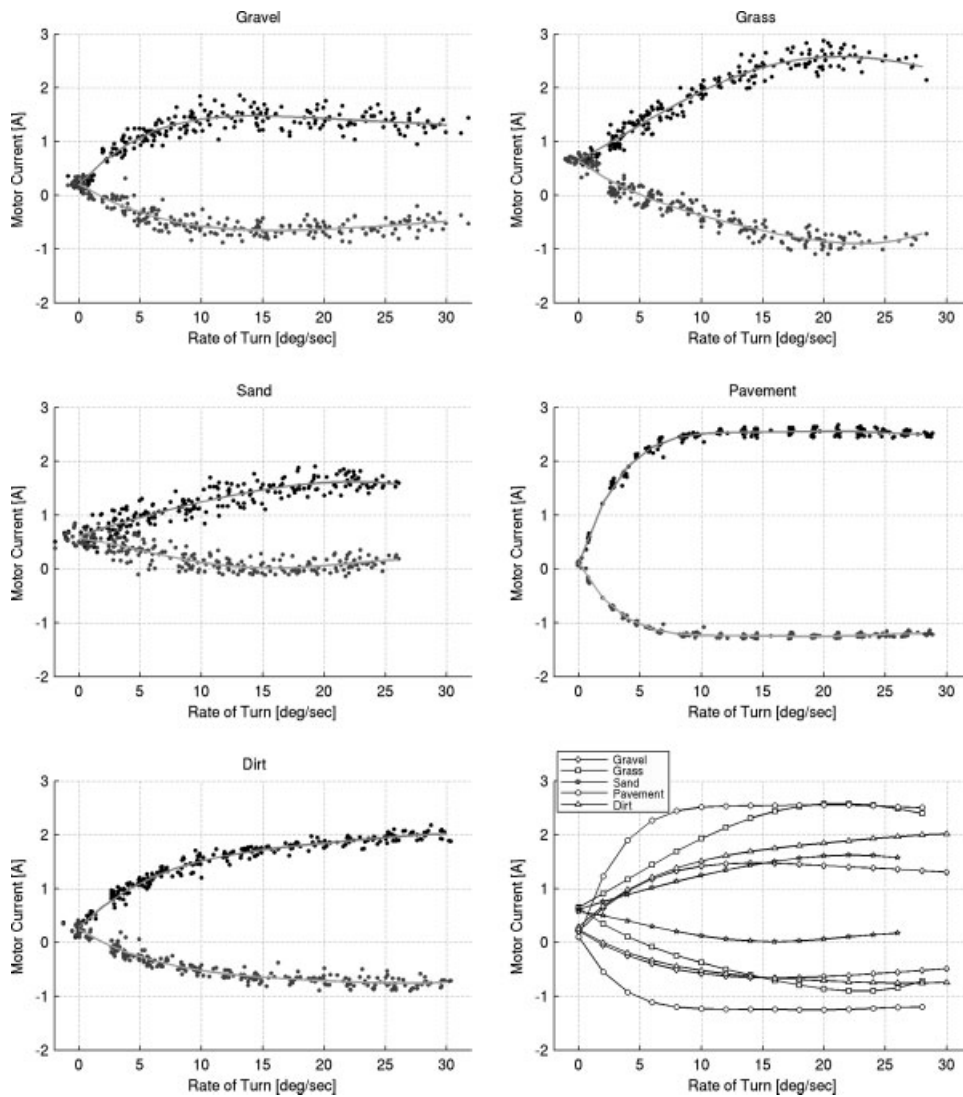 Gravel
3
2
1
0
-1
-2
Motor Current [A]
0 5 10 15 20 25 30
Rate of Turn [deg/sec]
Grass
3
2
1
0
-1
-2
Motor Current [A]
0 5 10 15 20 25 30
Rate of Turn [deg/sec]
Sand
3
2
1
0
-1
-2
Motor Current [A]
0 5 10 15 20 25 30
Rate of Turn [deg/sec]
Pavement
3
2
1
0
-1
-2
Motor Current [A]
0 5 10 15 20 25 30
Rate of Turn [deg/sec]
Dirt
3
2
1
0
-1
-2
Motor Current [A]
0 5 10 15 20 25 30
Rate of Turn [deg/sec]
Gravel
Grass
Sand
Pavement
Dirt
3
2
1
0
-1
-2
Motor Current [A]
0 5 10 15 20 25 30
Rate of Turn [deg/sec]